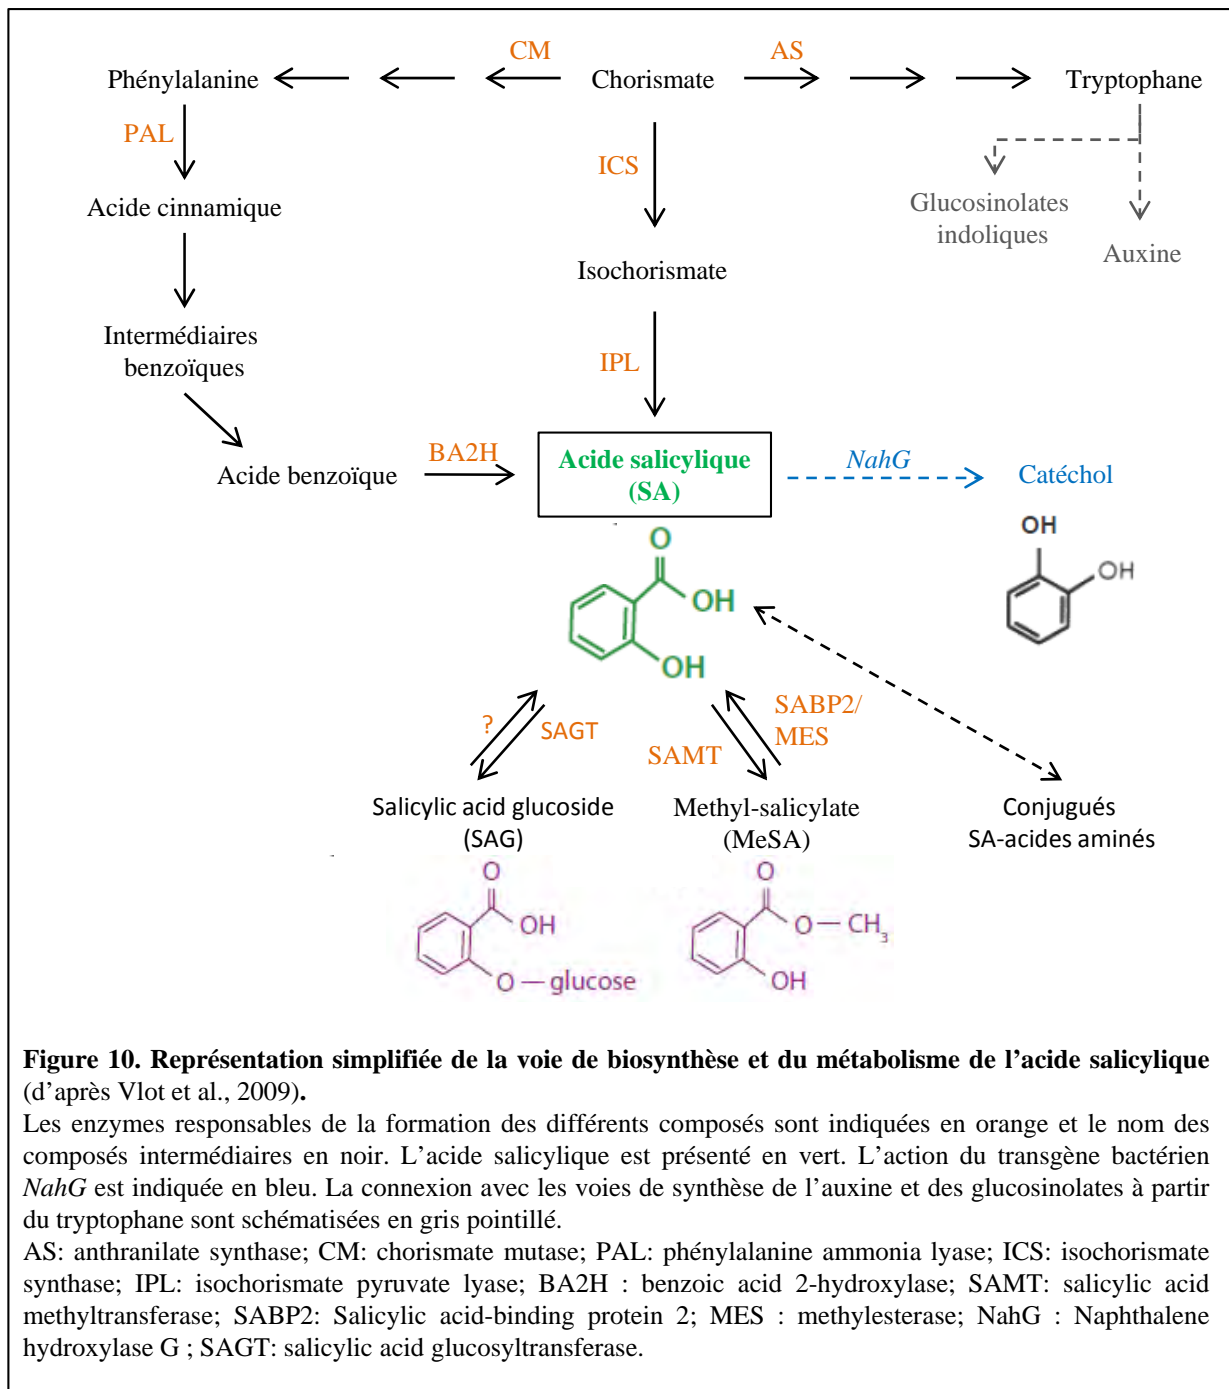 CM
AS
Phénylalanine
Chorismate
Tryptophane
PAL
ICS
Acide cinnamique
Glucosinolates
indoliques
Auxine
Isochorismate
Intermédiaires
benzoïques
IPL
Acide benzoïque
BA2H
Acide salicylique
(SA)
NahG
Catéchol
OH
OH
O
OH
OH
?
SAGT
SAMT
SABP2/
MES
Salicylic acid glucoside
(SAG)
Methyl-salicylate
(MeSA)
Conjugués
SA-acides aminés
O
OH
O—glucose
O
O—CH3
OH
Figure 10. Représentation simplifiée de la voie de biosynthèse et du métabolisme de l’acide salicylique
(d’après Vlot et al., 2009).
Les enzymes responsables de la formation des différents composés sont indiquées en orange et le nom des
composés intermédiaires en noir. L’acide salicylique est présenté en vert. L’action du transgène bactérien
NahG est indiquée en bleu. La connexion avec les voies de synthèse de l’auxine et des glucosinolates à partir
du tryptophane sont schématisées en gris pointillé.
AS: anthranilate synthase; CM: chorismate mutase; PAL: phénylalanine ammonia lyase; ICS: isochorismate
synthase; IPL: isochorismate pyruvate lyase; BA2H : benzoic acid 2-hydroxylase; SAMT: salicylic acid
methyltransferase; SABP2: Salicylic acid-binding protein 2; MES : methylesterase; NahG : Naphthalene
hydroxylase G ; SAGT: salicylic acid glucosyltransferase.